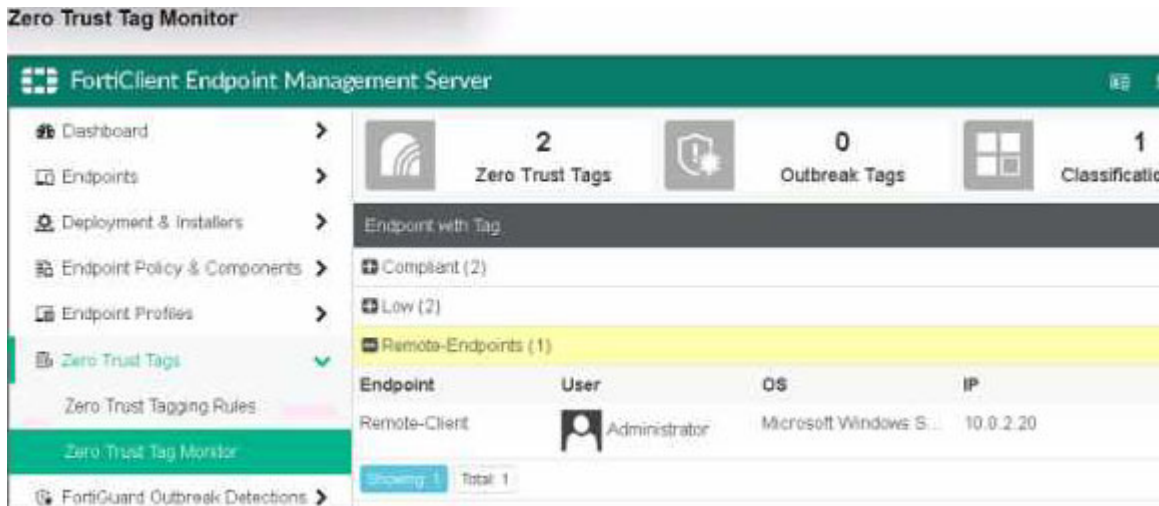 Zero Trust Tag Monitor
FortiClient Endpoint Management Server
Dashboard
Endpoints
Deployment & Installers
Endpoint Policy & Components
Endpoint Profiles
Zero Trust Tags
Zero Trust Tagging Rules
Zero Trust Tag Monitor
FortiGuard Outbreak Detections
2
Zero Trust Tags
0
Outbreak Tags
1
Classificatio
Endpoint with Tag
Compliant (2)
Low (2)
Remote-Endpoints (1)
Endpoint User OS IP
Remote-Client Administrator Microsoft Windows S... 10.0.2.20
Showing: 1 Total: 1